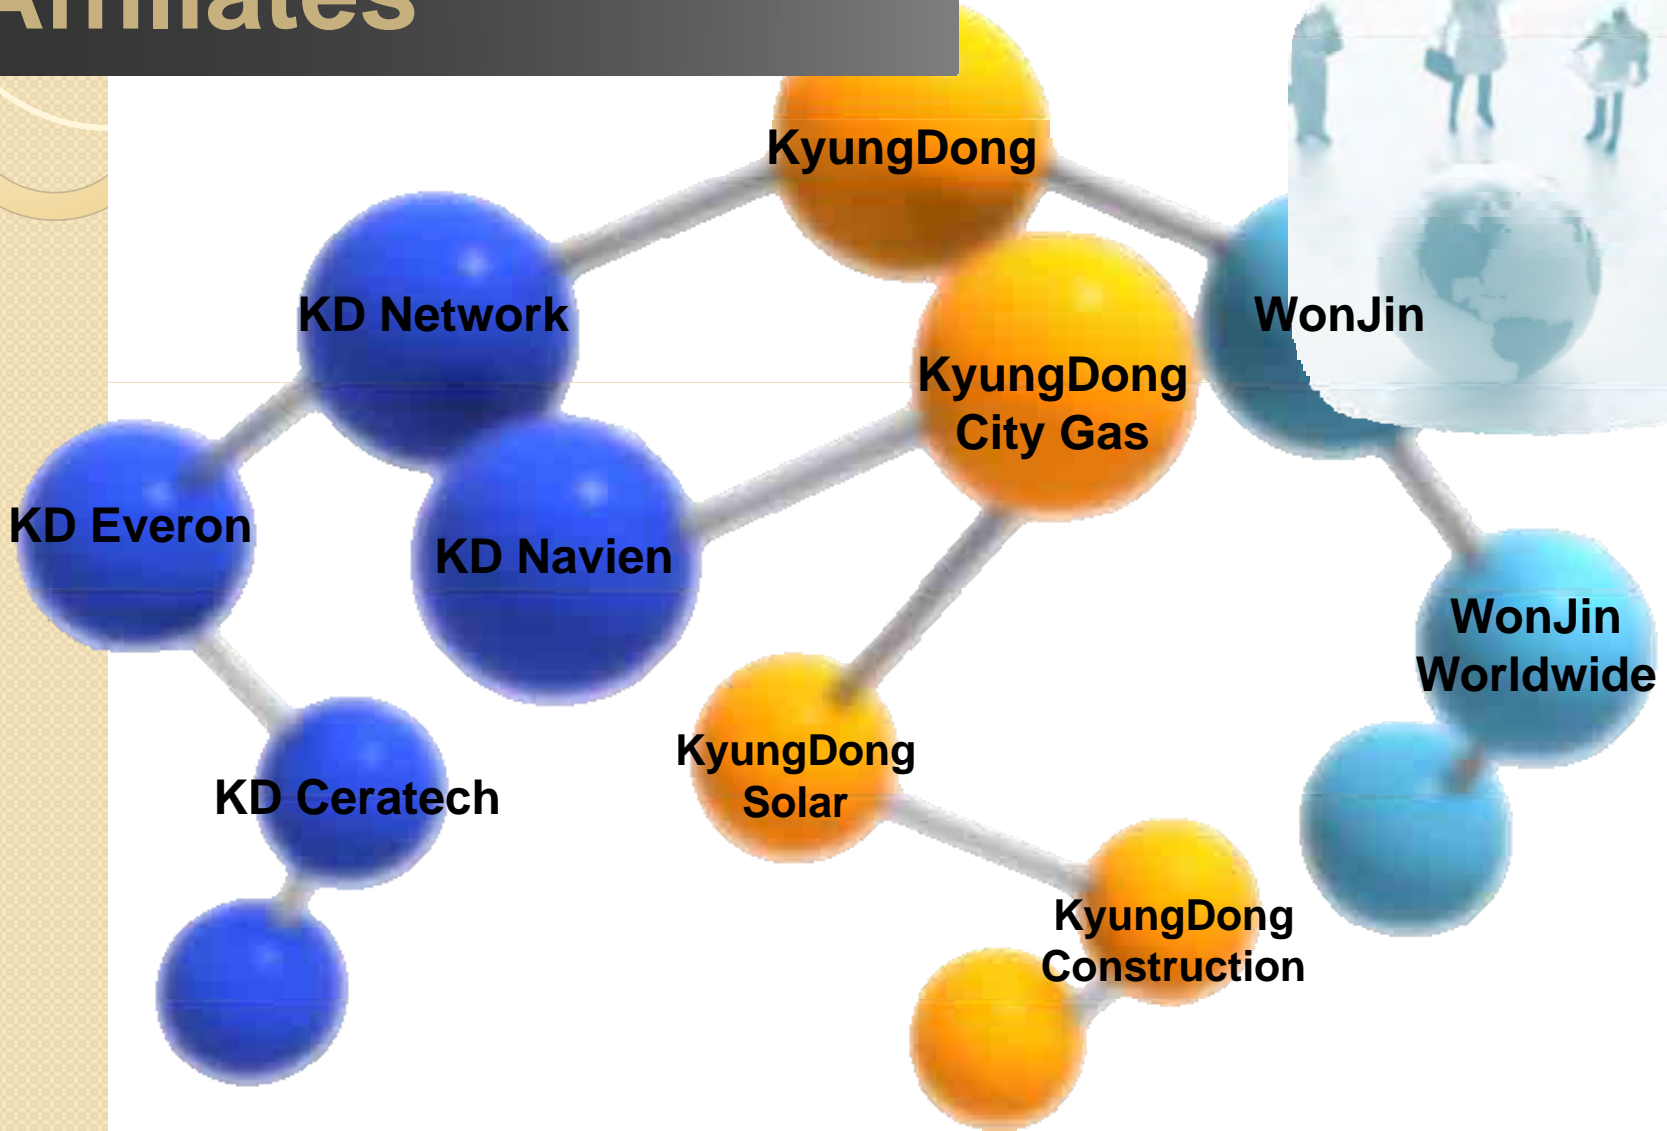 Affiliates
KyungDong
KD Network
WonJin
KyungDong
City Gas
KD Everon
KD Navien
WonJin
Worldwide
KyungDong
Solar
KD Ceratech
KyungDong
Construction